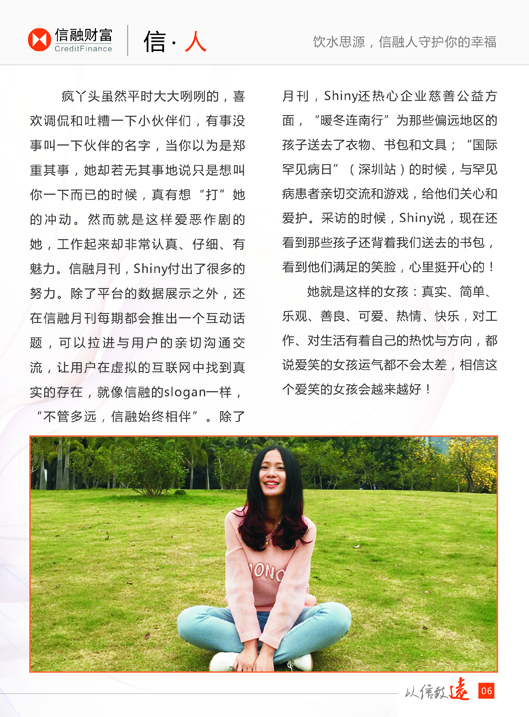 信融财富
CreditFinance
信·人
饮水思源，信融人守护你的幸福
疯丫头虽然平时大大咧咧的，喜
欢调侃和吐糟一下小伙伴们，有事没
事叫一下伙伴的名字，当你以为是郑
重其事，她却若无其事地说只是想叫
你一下而已的时候，真有想“打”她
的冲动。然而就是这样爱恶作剧的
她，工作起来却非常认真、仔细、有
魅力。信融月刊，Shiny付出了很多的
努力。除了平台的数据展示之外，还
在信融月刊每期都会推出一个互动话
题，可以拉进与用户的亲切沟通交
流，让用户在虚拟的互联网中找到真
实的存在，就像信融的slogan一样，
“不管多远，信融始终相伴”。除了
月刊，Shiny还热心企业慈善公益方
面，“暖冬连南行”为那些偏远地区的
孩子送去了衣物、书包和文具；“国际
罕见病日”（深圳站）的时候，与罕见
病患者亲切交流和游戏，给他们关心和
爱护。采访的时候，Shiny说，现在还
看到那些孩子还背着我们送去的书包，
看到他们满足的笑脸，心里挺开心的！
她就是这样的女孩：真实、简单、
乐观、善良、可爱、热情、快乐，对工
作、对生活有着自己的热忱与方向，都
说爱笑的女孩运气都不会太差，相信这
个爱笑的女孩会越来越好！
以信致遠
06